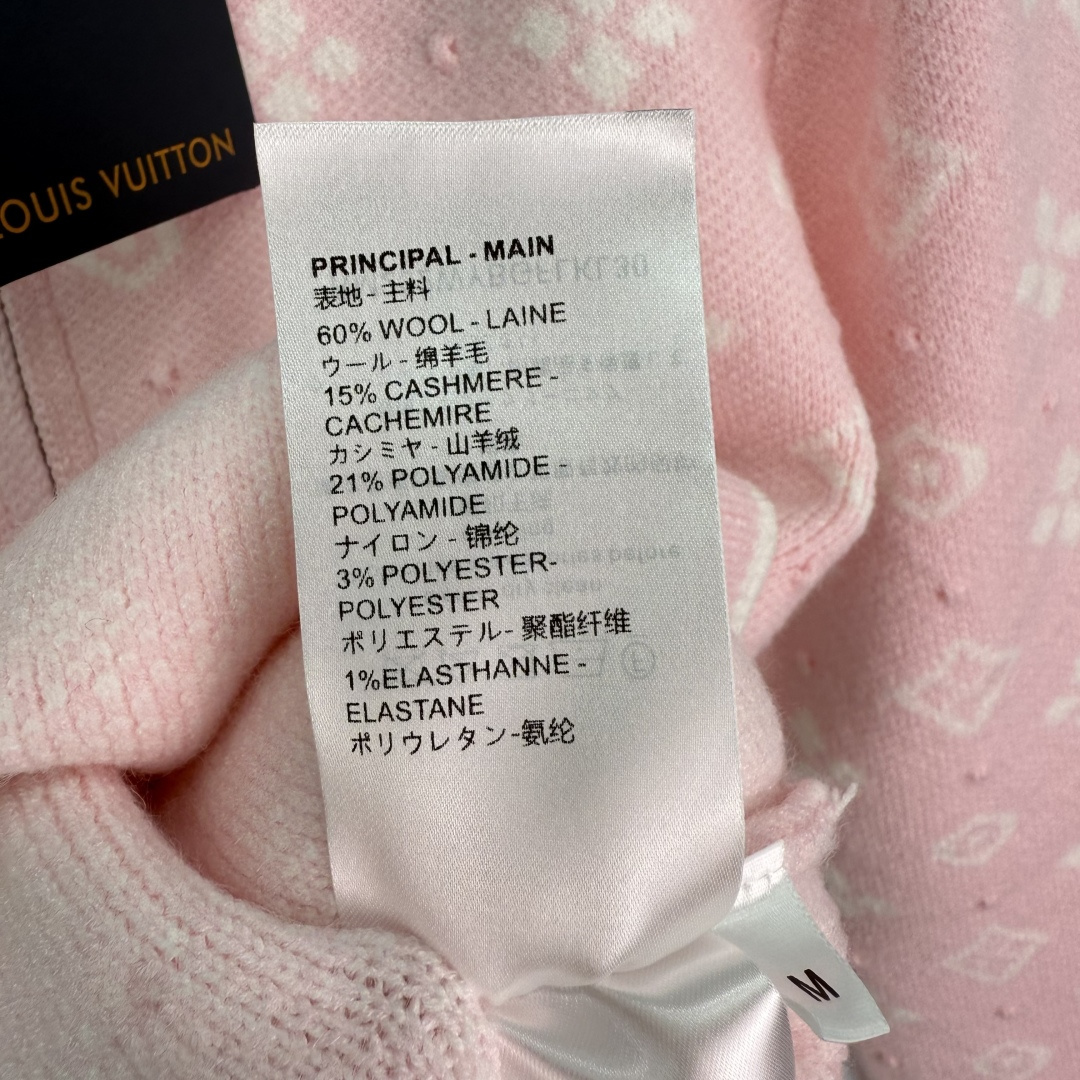 LOUIS VUITTON
PRINCIPAL - MAIN
表地 - 主料
60% WOOL - LAINE
ウール - 绵羊毛
15% CASHMERE -
CACHEMIRE
カシミヤ - 山羊绒
21% POLYAMIDE -
POLYAMIDE
ナイロン - 锦纶
3% POLYESTER-
POLYESTER
ポリエステル- 聚酯纤维
1%ELASTHANNE -
ELASTANE
ポリウレタン-氨纶
M